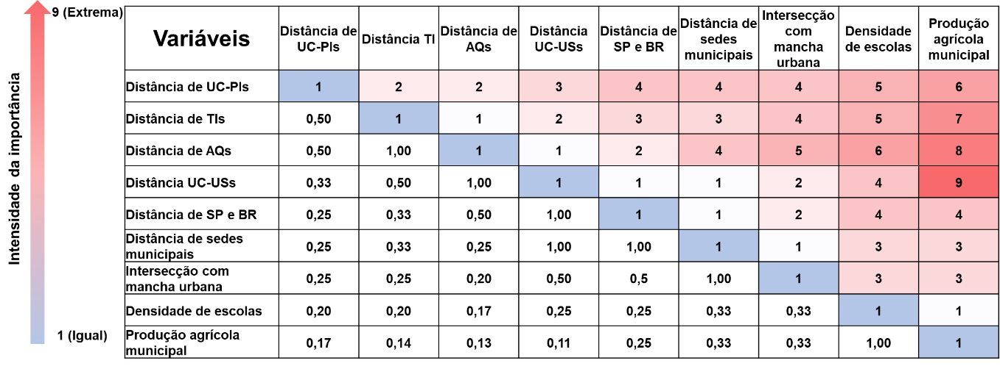 9 (Extrema)
Intensidade da importância
1 (Igual)
Variáveis
Distância de
UC-PIs
Distância TI
Distância de
AQs
Distância
UC-USs
Distância de
SP e BR
Distância de
sedes
municipais
Intersecção
com
mancha
urbana
Densidade
de escolas
Produção
agrícola
municipal
Distância de UC-PIs 1 2 2 3 4 4 4 5 6
Distância de TIs 0,50 1 1 2 3 3 4 5 7
Distância de AQs 0,50 1,00 1 1 2 4 5 6 8
Distância UC-USs 0,33 0,50 1,00 1 1 1 2 4 9
Distância de SP e BR 0,25 0,33 0,50 1,00 1 1 2 4 4
Distância de sedes
municipais 0,25 0,33 0,25 1,00 1,00 1 1 3 3
Intersecção com
mancha urbana 0,25 0,25 0,20 0,50 0,5 1,00 1 3 3
Densidade de escolas 0,20 0,20 0,17 0,25 0,25 0,33 0,33 1 1
Produção agrícola
municipal 0,17 0,14 0,13 0,11 0,25 0,33 0,33 1,00 1